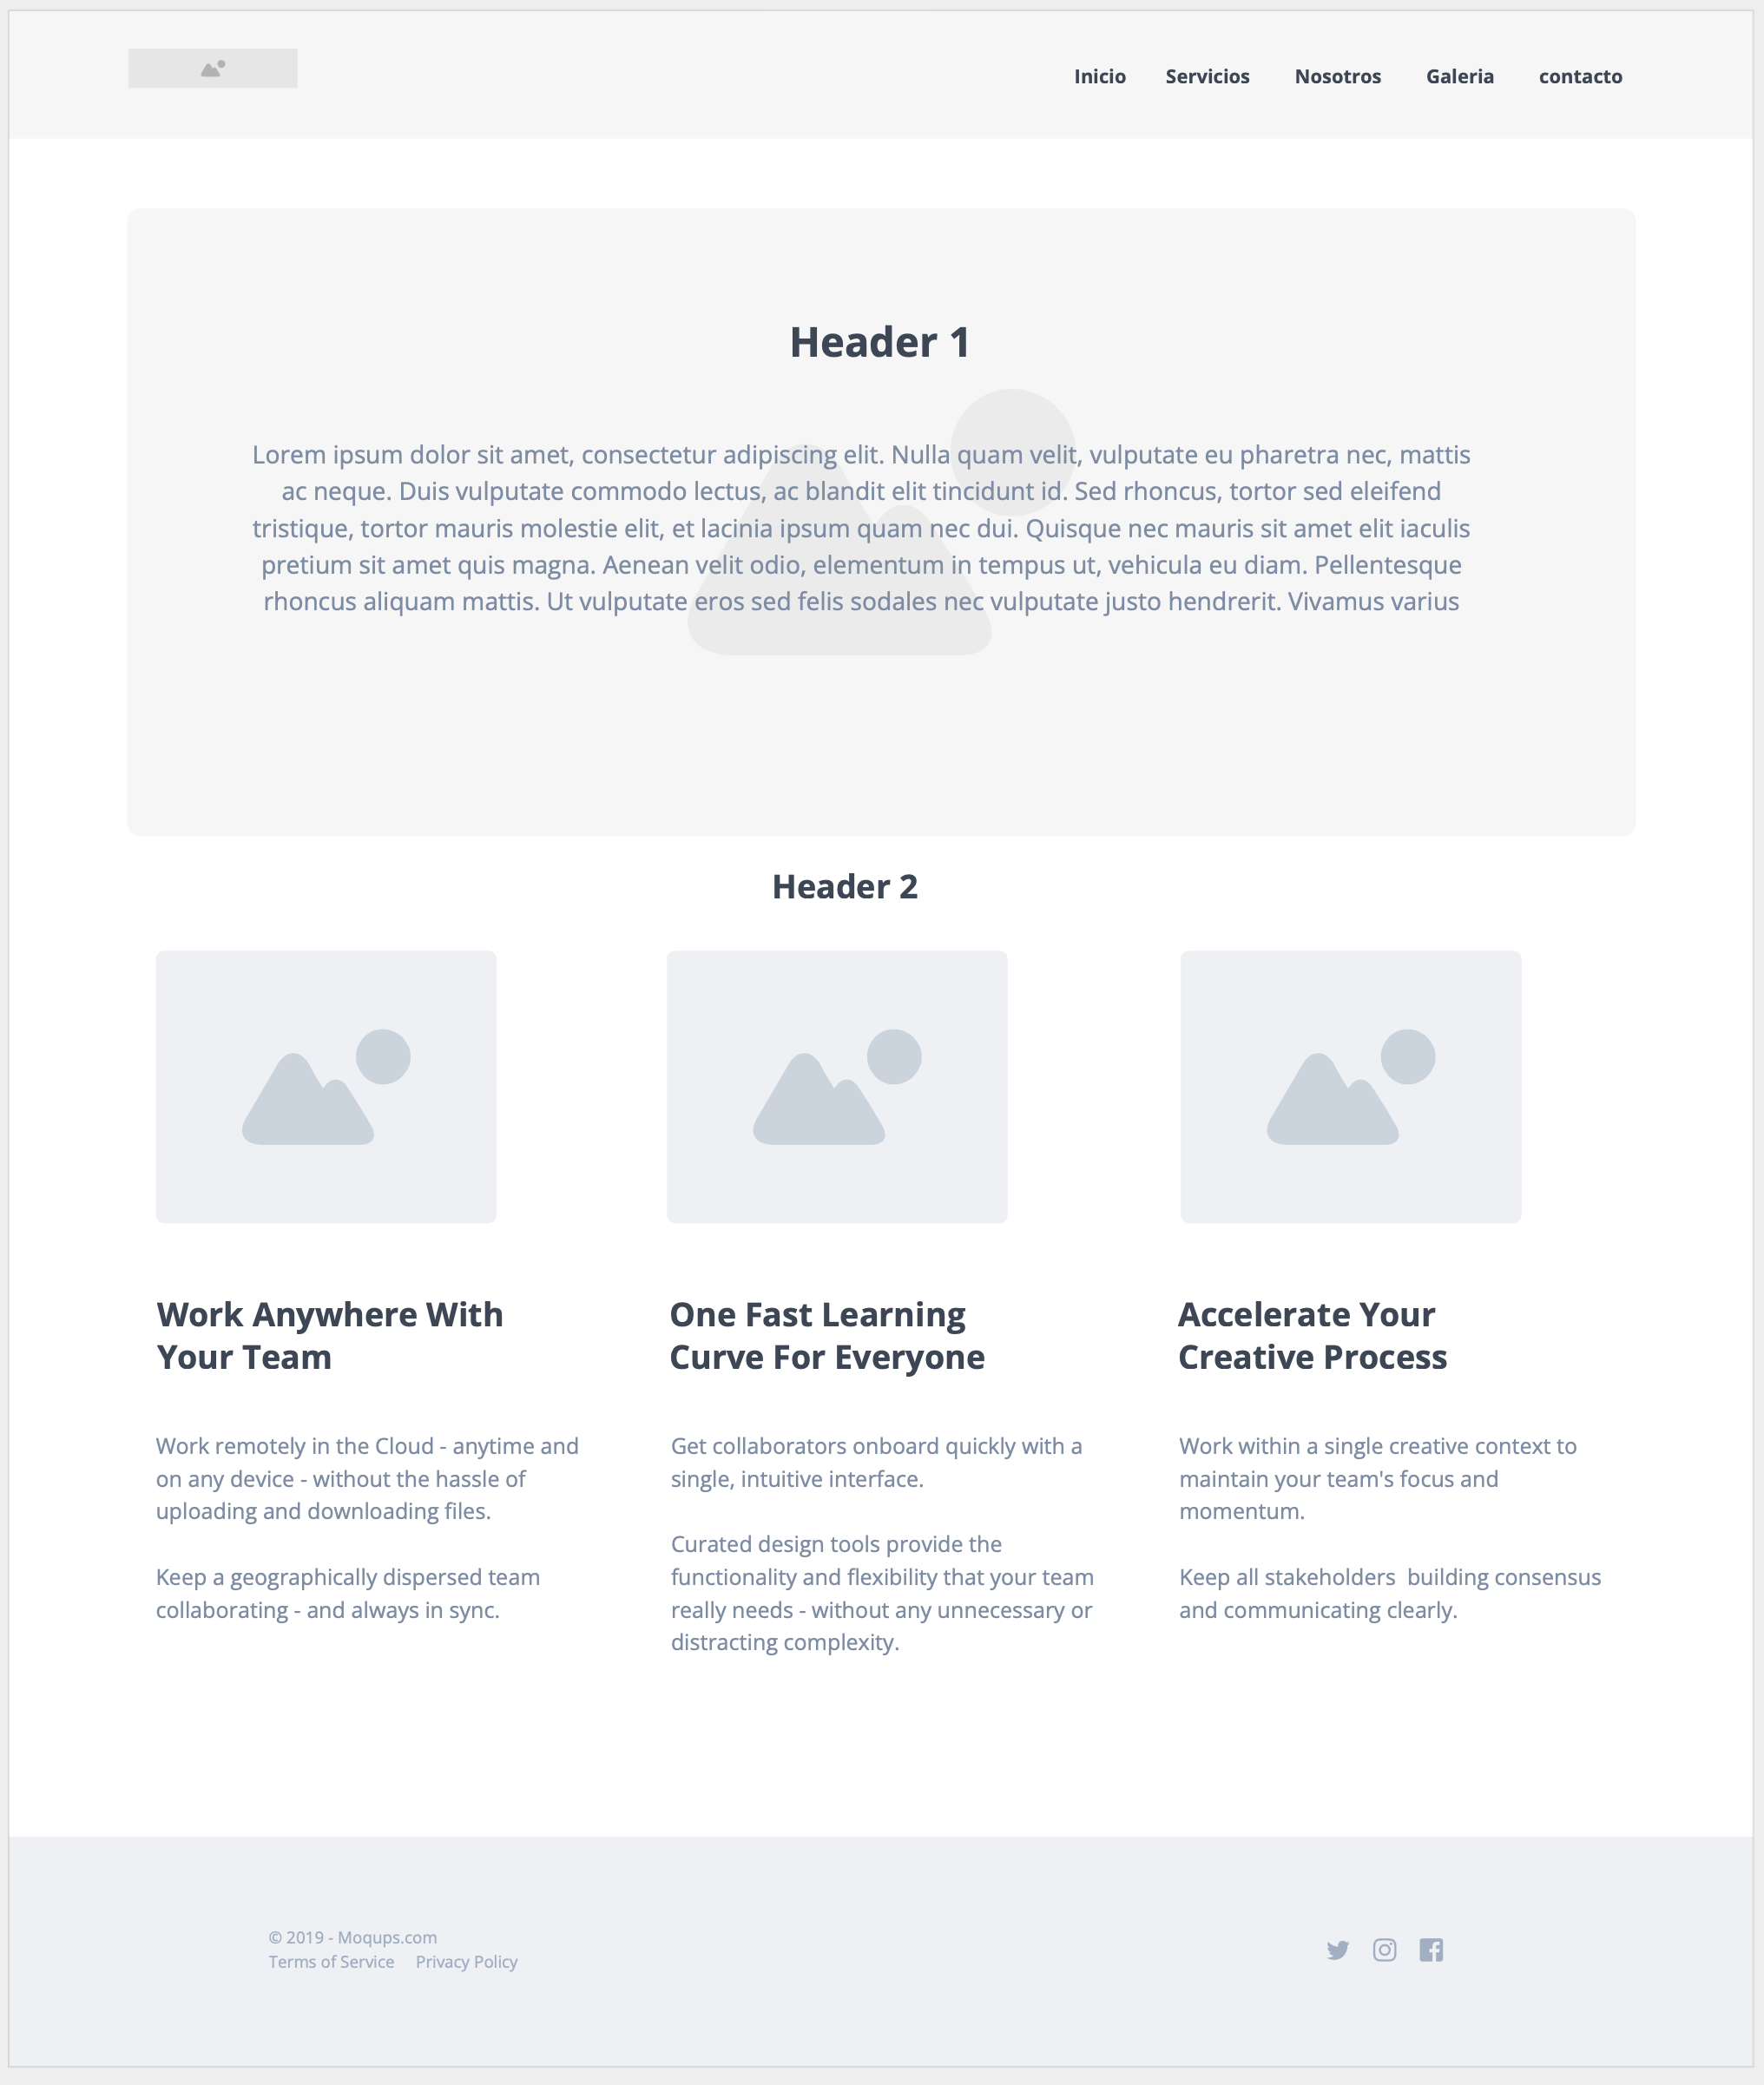 Inicio Servicios Nosotros Galeria contacto
Header 1
Lorem ipsum dolor sit amet, consectetur adipiscing elit. Nulla quam velit, vulputate eu pharetra nec, mattis
ac neque. Duis vulputate commodo lectus, ac blandit elit tincidunt id. Sed rhoncus, tortor sed eleifend
tristique, tortor mauris molestie elit, et lacinia ipsum quam nec dui. Quisque nec mauris sit amet elit iaculis
pretium sit amet quis magna. Aenean velit odio, elementum in tempus ut, vehicula eu diam. Pellentesque
rhoncus aliquam mattis. Ut vulputate eros sed felis sodales nec vulputate justo hendrerit. Vivamus varius
Header 2
Work Anywhere With
Your Team
Work remotely in the Cloud - anytime and
on any device - without the hassle of
uploading and downloading files.
Keep a geographically dispersed team
collaborating - and always in sync.
One Fast Learning
Curve For Everyone
Get collaborators onboard quickly with a
single, intuitive interface.
Curated design tools provide the
functionality and flexibility that your team
really needs - without any unnecessary or
distracting complexity.
Accelerate Your
Creative Process
Work within a single creative context to
maintain your team's focus and
momentum.
Keep all stakeholders  building consensus
and communicating clearly.
© 2019 - Moqups.com
Terms of Service Privacy Policy